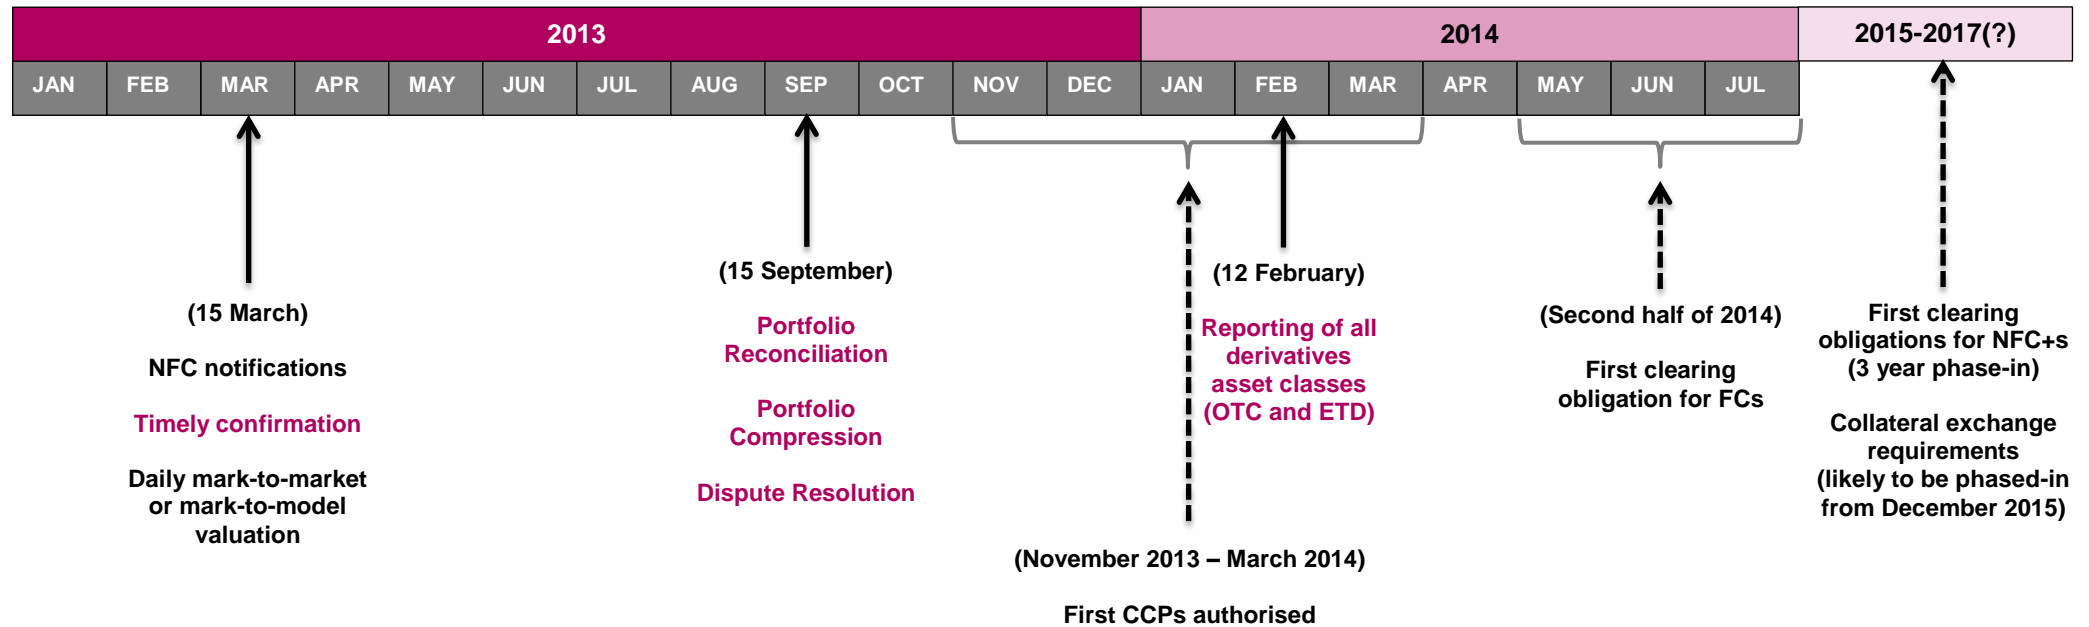 2013
2014
2015-2017(?)
JAN FEB MAR APR MAY JUN JUL AUG SEP OCT NOV DEC JAN FEB MAR APR MAY JUN JUL
(15 March)
NFC notifications
Timely confirmation
Daily mark-to-market
or mark-to-model
valuation
(15 September)
Portfolio
Reconciliation
Portfolio
Compression
Dispute Resolution
(November 2013 – March 2014)
First CCPs authorised
(12 February)
Reporting of all
derivatives
asset classes
(OTC and ETD)
(Second half of 2014)
First clearing
obligation for FCs
First clearing
obligations for NFC+s
(3 year phase-in)
Collateral exchange
requirements
(likely to be phased-in
from December 2015)